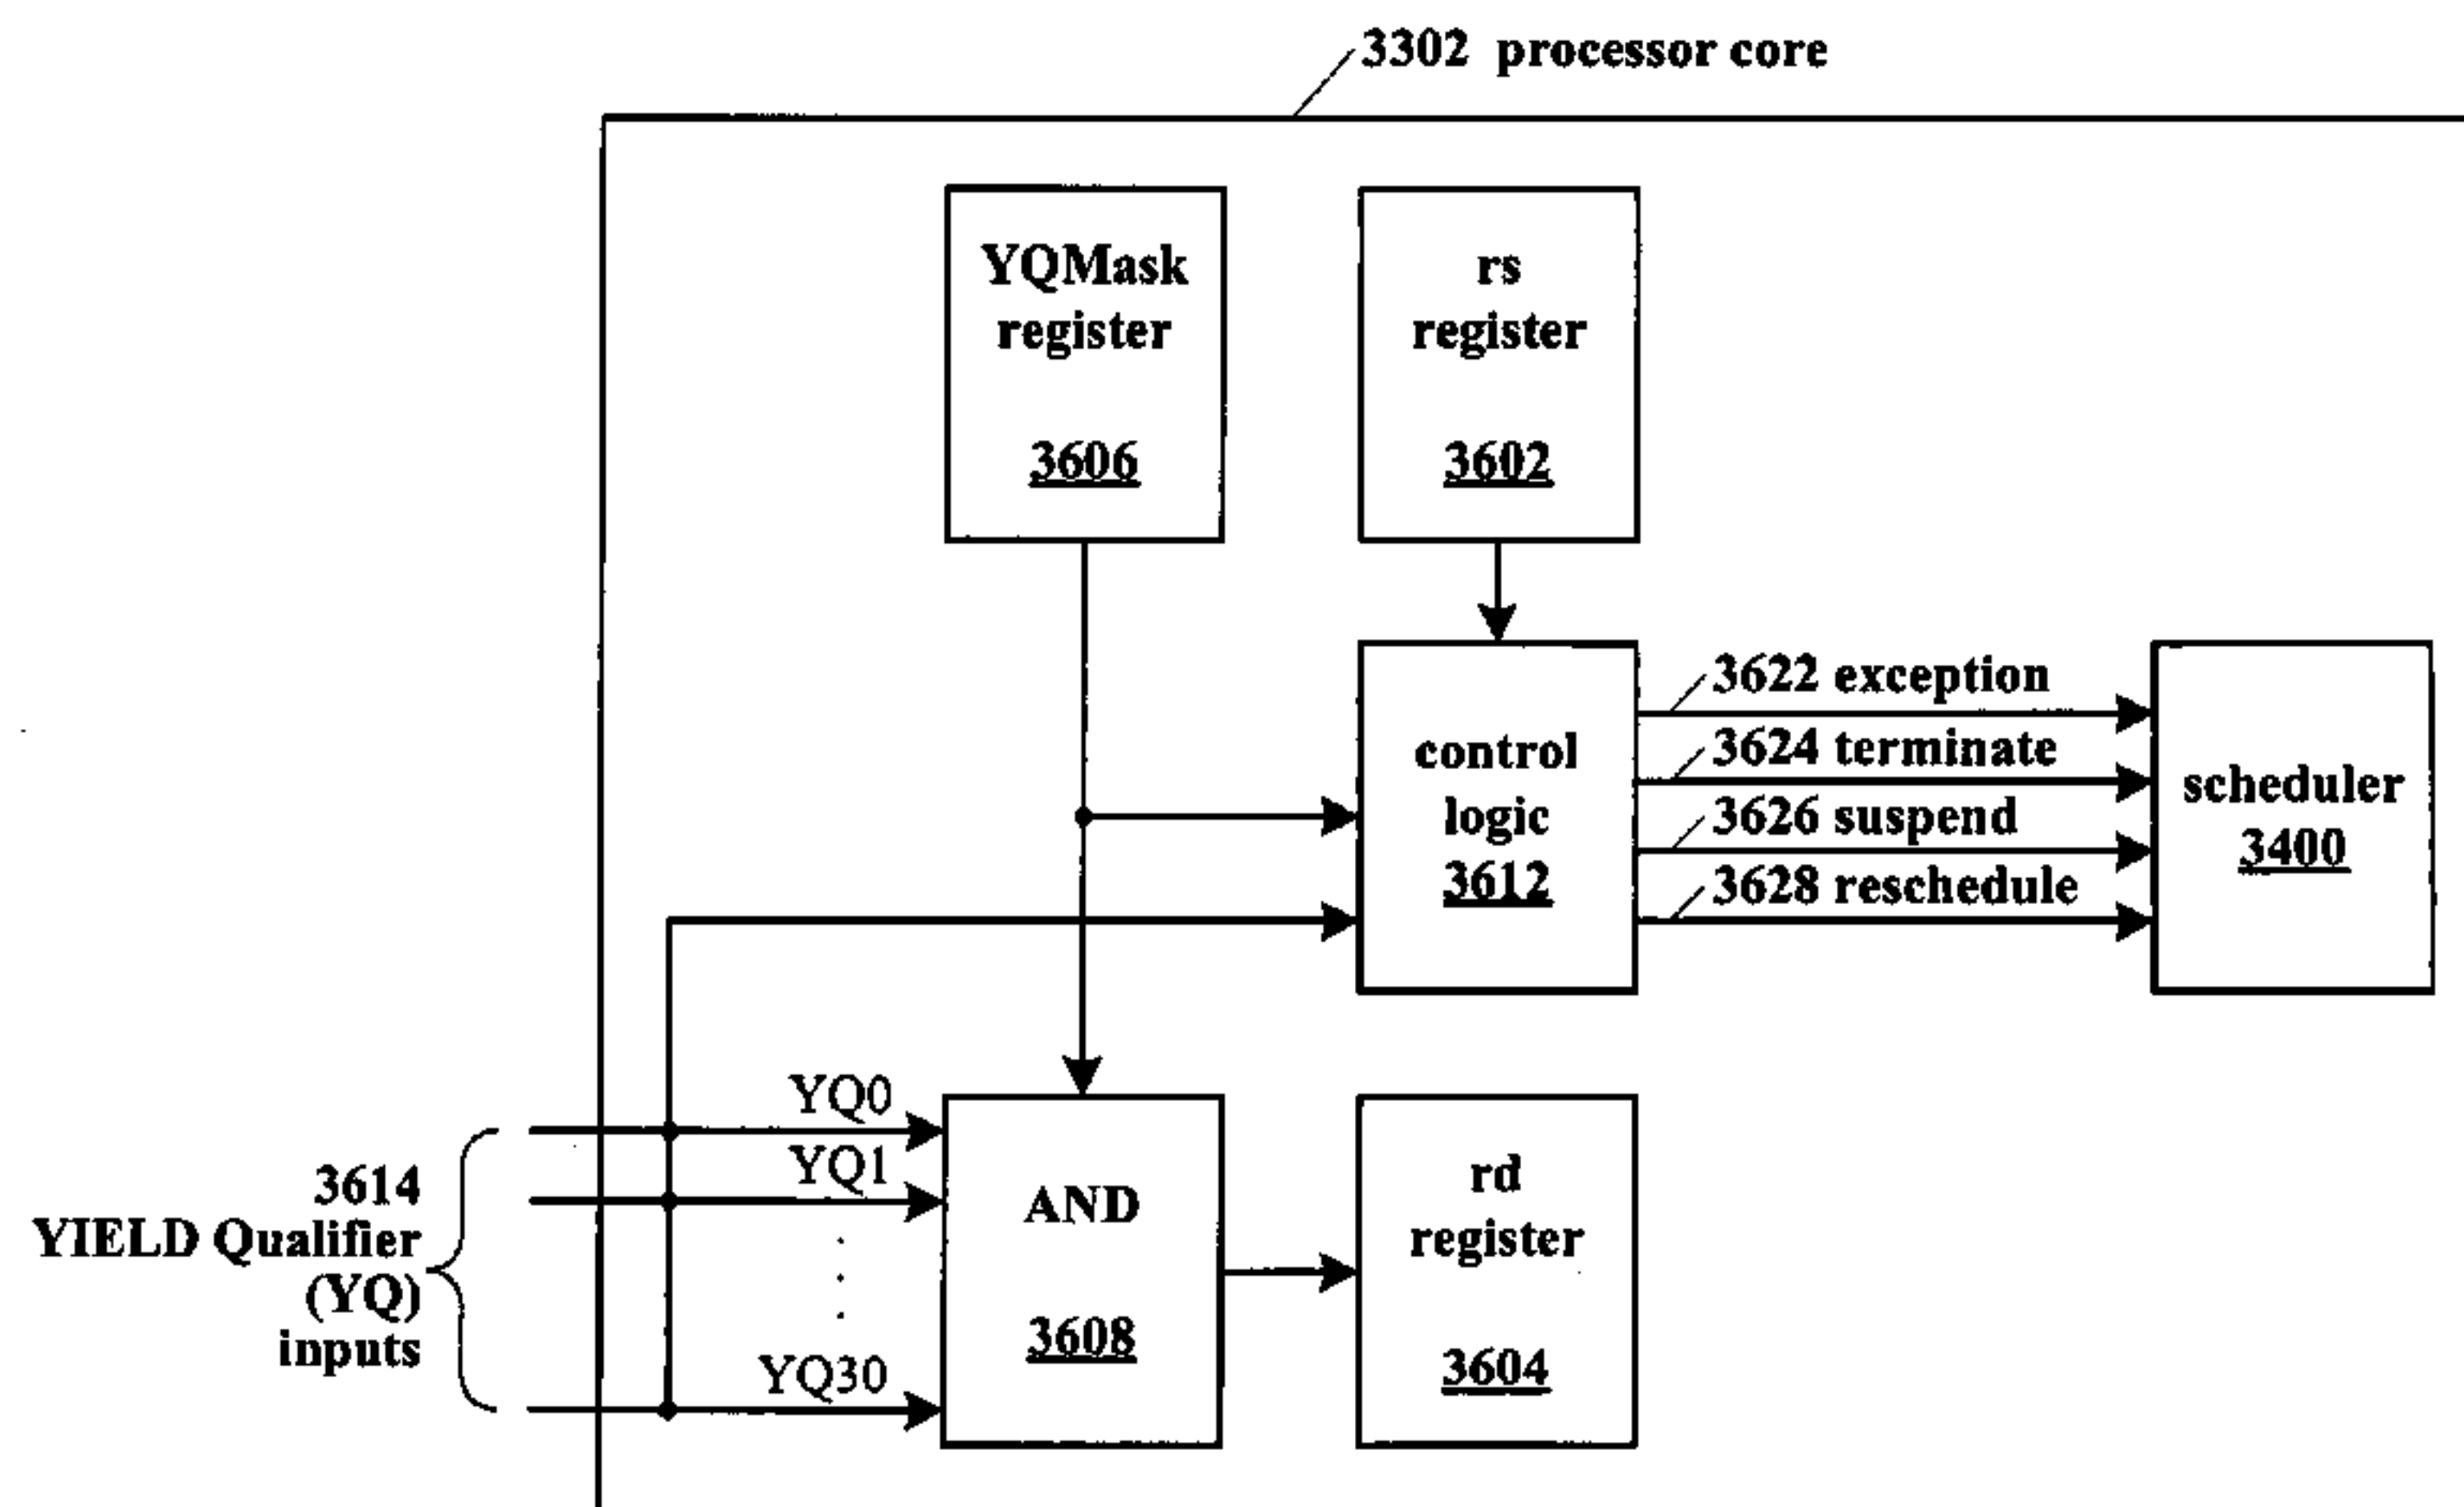 3302 processor core
YQMask
register
3606
rs
register
3602
3622 exception
3624 terminate
3626 suspend
3628 reschedule
control
logic
3612
scheduler
3400
3614
YIELD Qualifier
(YQ)
inputs
YQ0
YQ1
YQ30
AND
3608
rd
register
3604